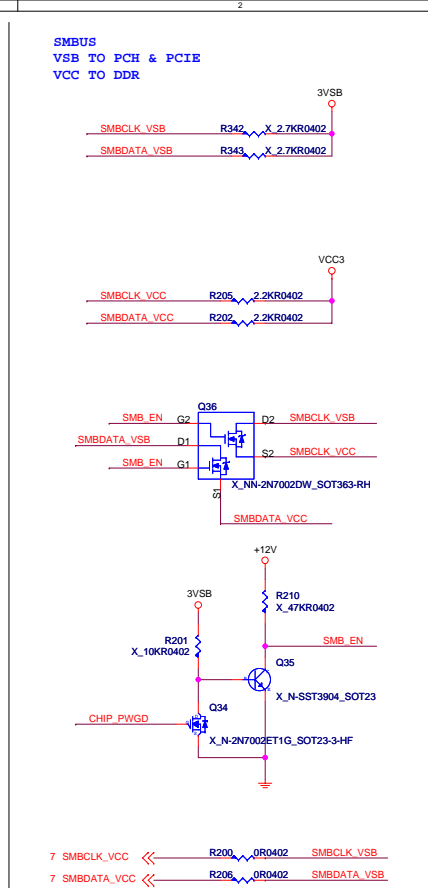 2
SMBUS
VSB TO PCH & PCIE
VCC TO DDR
3VSB
SMBCLK_VSB R342 X_2.7KR0402
SMBDATA_VSB R343 X_2.7KR0402
VCC3
SMBCLK_VCC R205 2.2KR0402
SMBDATA_VCC R202 2.2KR0402
Q36
SMB_EN G2 D2 SMBCLK_VSB
SMBDATA_VSB D1
S2 SMBCLK_VCC
SMB_EN G1
X_NN-2N7002DW_SOT363-RH
S1
SMBDATA_VCC
+12V
3VSB
R210
X_47KR0402
R201
X_10KR0402
SMB_EN
Q35
X_N-SST3904_SOT23
Q34
CHIP_PWGD
X_N-2N7002ET1G_SOT23-3-HF
7 SMBCLK_VCC R200 0R0402 SMBCLK_VSB
7 SMBDATA_VCC R206 0R0402 SMBDATA_VSB